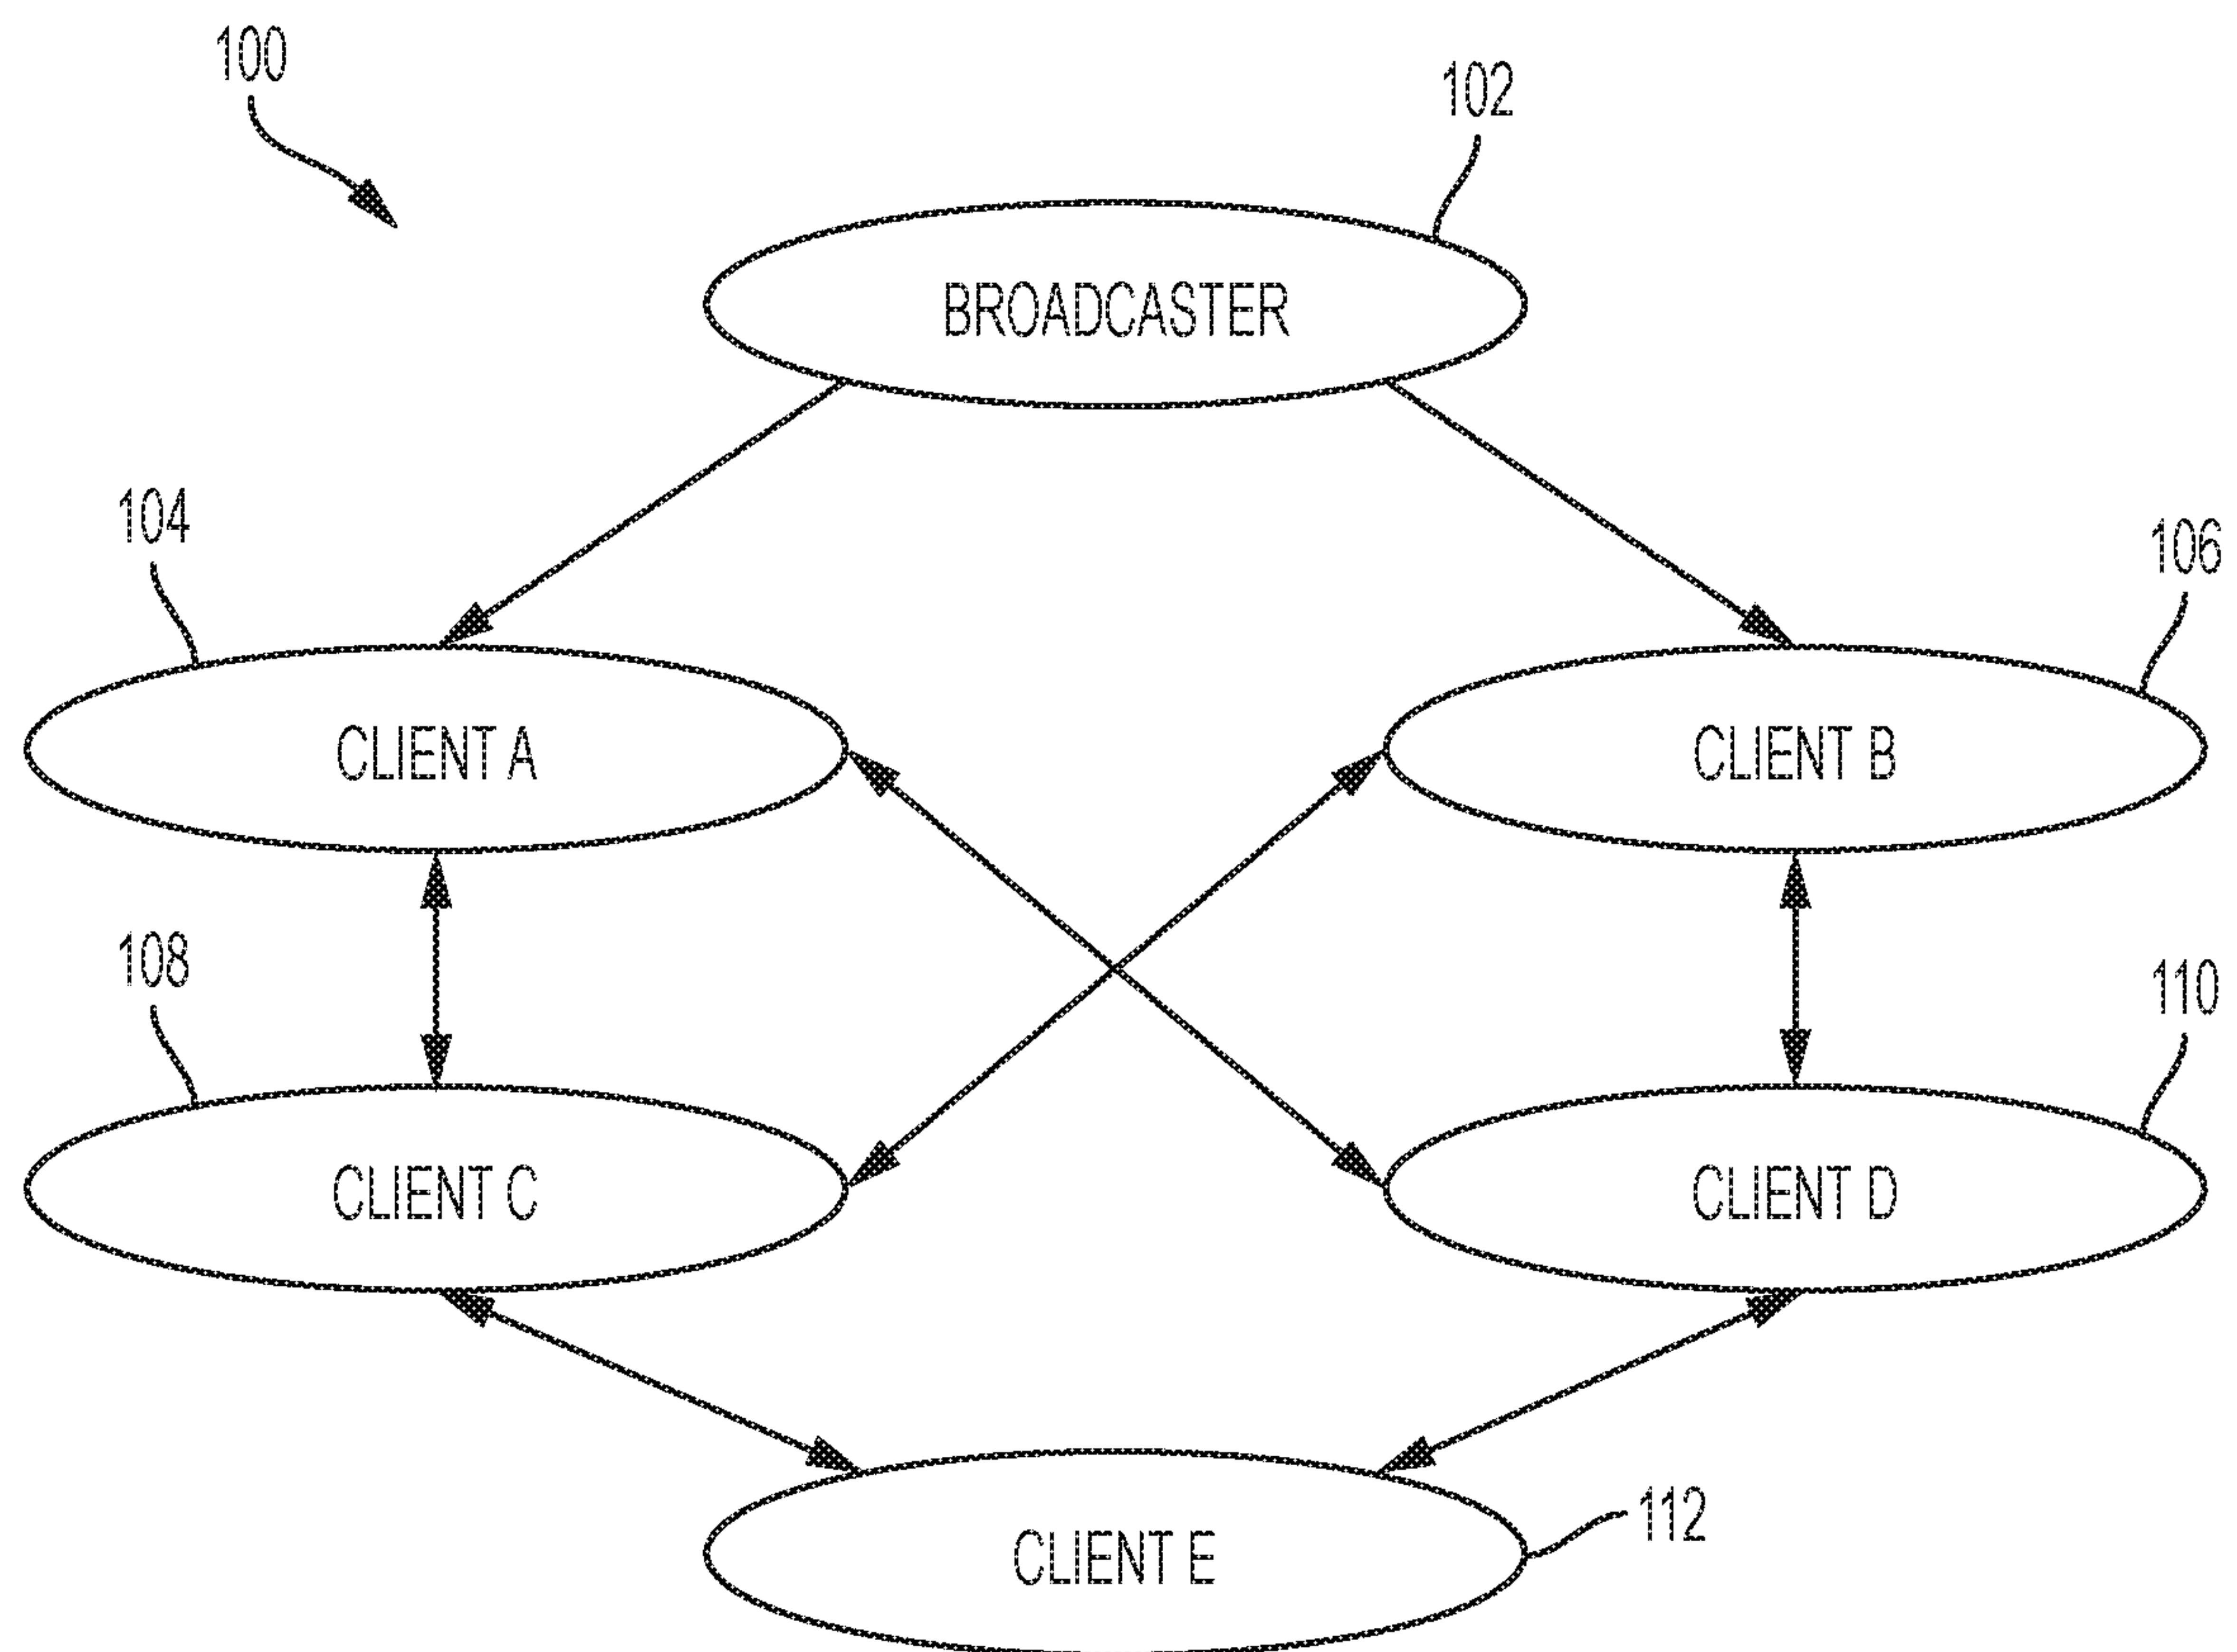 100
102
BROADCASTER
104
106
CLIENT A
CLIENT B
108
110
CLIENT C
CLIENT D
112
CLIENT E